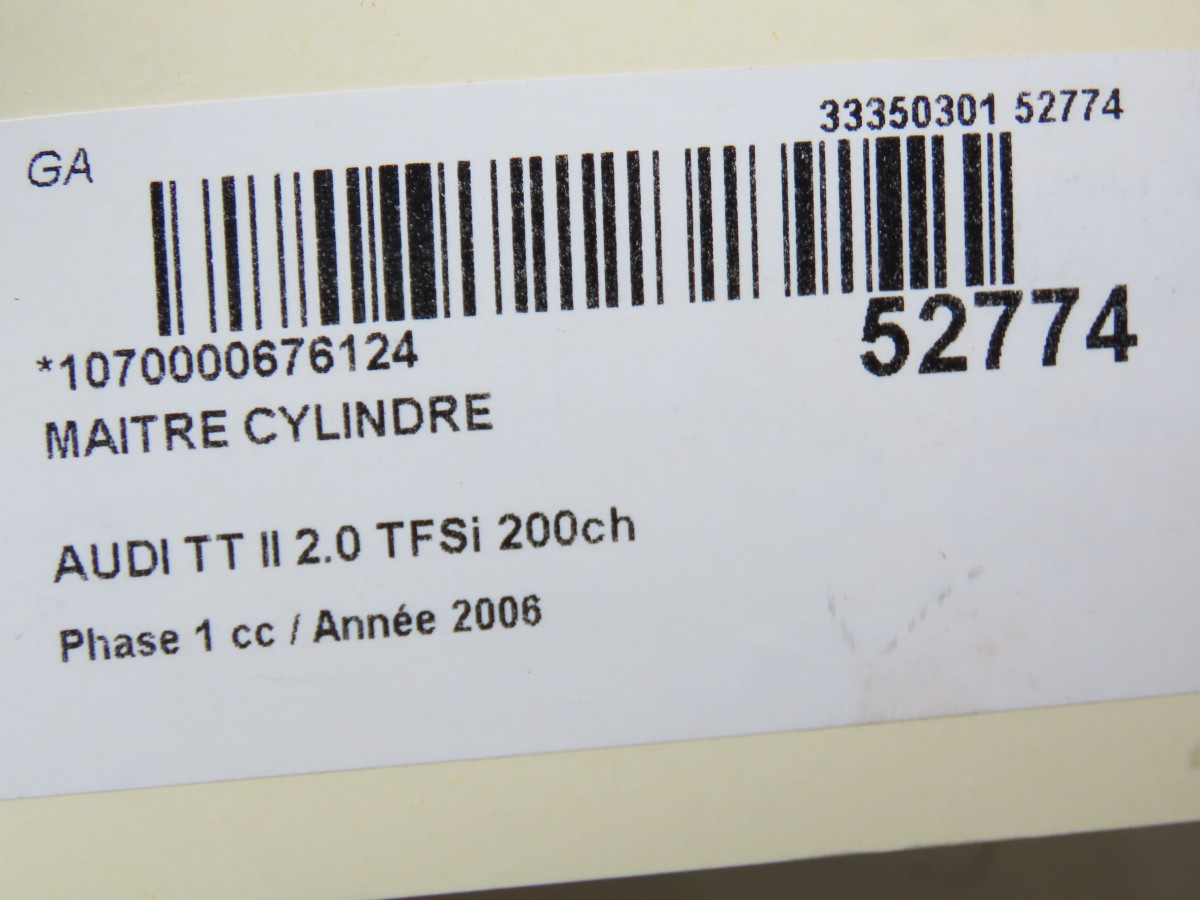 33350301 52774
GA
*1070000676124
52774
MAITRE CYLINDRE
AUDI TT II 2.0 TFSi 200ch
Phase 1 cc / Année 2006